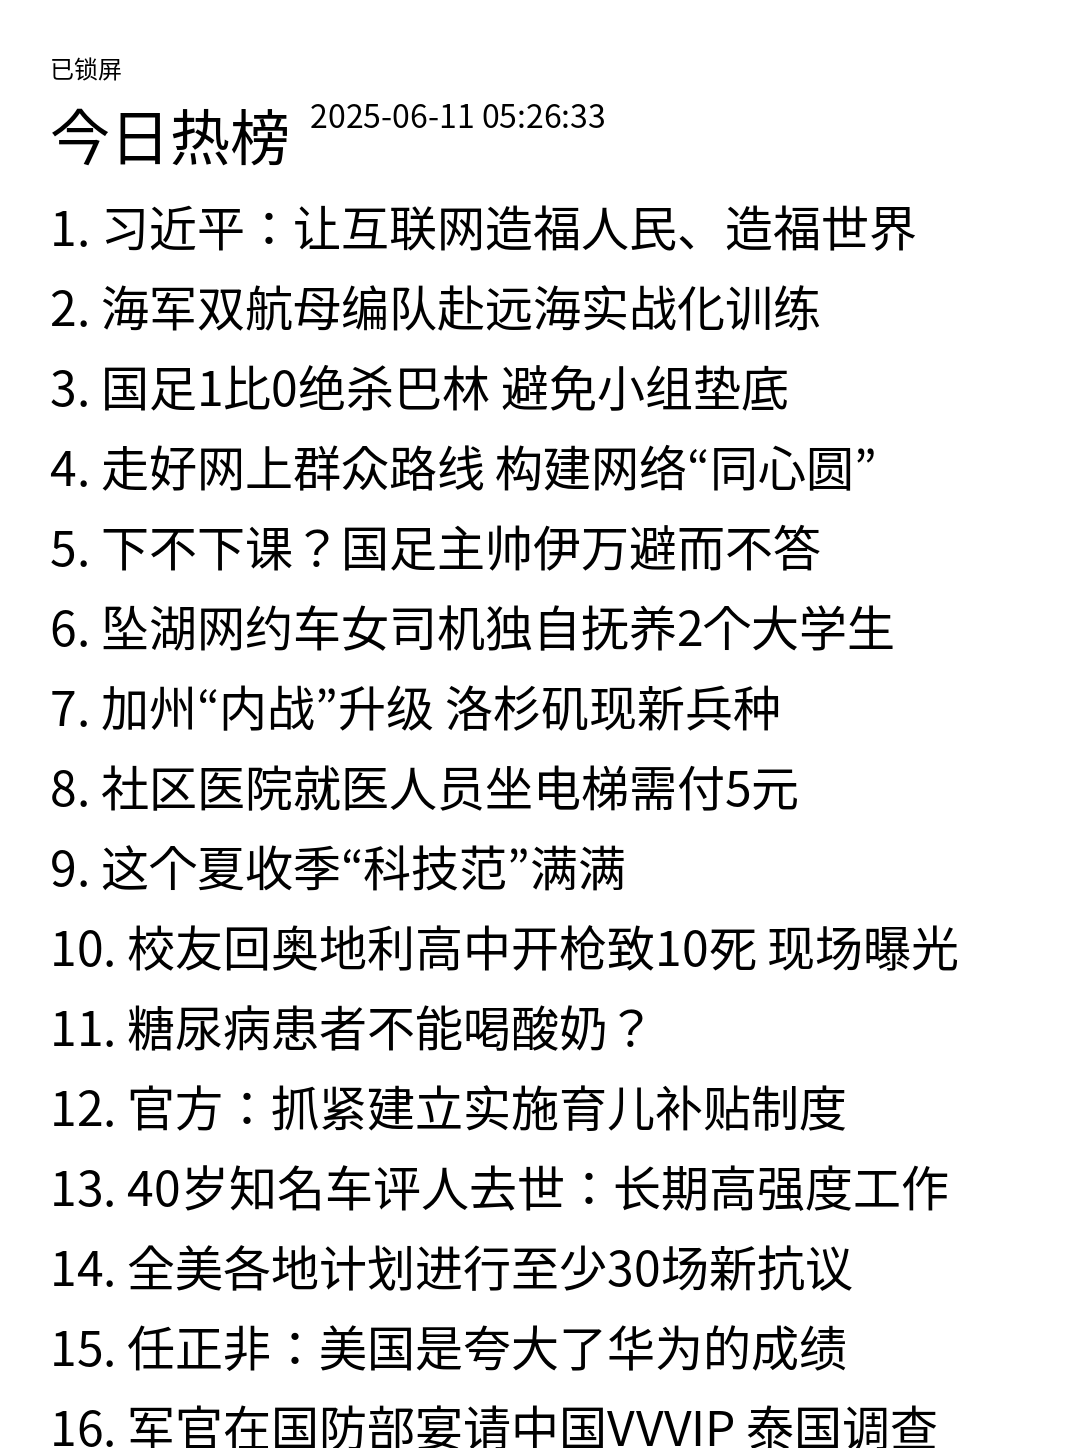 已锁屏
今日热榜 2025-06-11 05:26:33
1. 习近平：让互联网造福人民、造福世界
2. 海军双航母编队赴远海实战化训练
3. 国足1比0绝杀巴林 避免小组垫底
4. 走好网上群众路线 构建网络“同心圆”
5. 下不下课？国足主帅伊万避而不答
6. 坠湖网约车女司机独自抚养2个大学生
7. 加州“内战”升级 洛杉矶现新兵种
8. 社区医院就医人员坐电梯需付5元
9. 这个夏收季“科技范”满满
10. 校友回奥地利高中开枪致10死 现场曝光
11. 糖尿病患者不能喝酸奶？
12. 官方：抓紧建立实施育儿补贴制度
13. 40岁知名车评人去世：长期高强度工作
14. 全美各地计划进行至少30场新抗议
15. 任正非：美国是夸大了华为的成绩
16. 军官在国防部宴请中国VVVIP 泰国调查